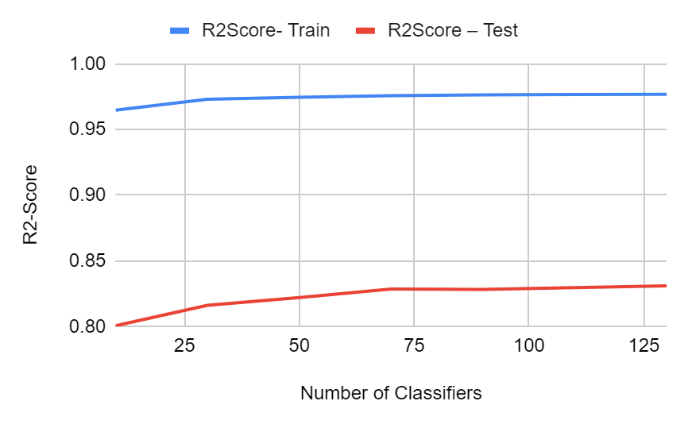 R2Score- Train R2Score – Test
1.00
0.95
0.90
0.85
0.80
R2-Score
25 50 75 100 125
Number of Classifiers